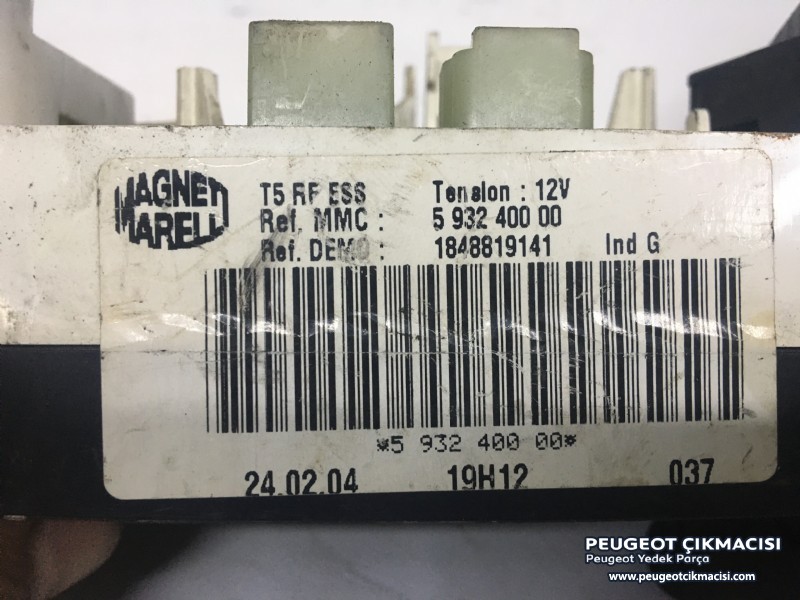 MAGNETI
MARELLI
T5 RF ESS Tension : 12V
Ref. MMC : 5 932 400 00
Ref. DEMO : 1848819141 Ind G
*5 932 400 00*
24.02.04 19H12 037
PEUGEOT ÇIKMACISI
Peugeot Yedek Parça
www.peugeotcikmacisi.com